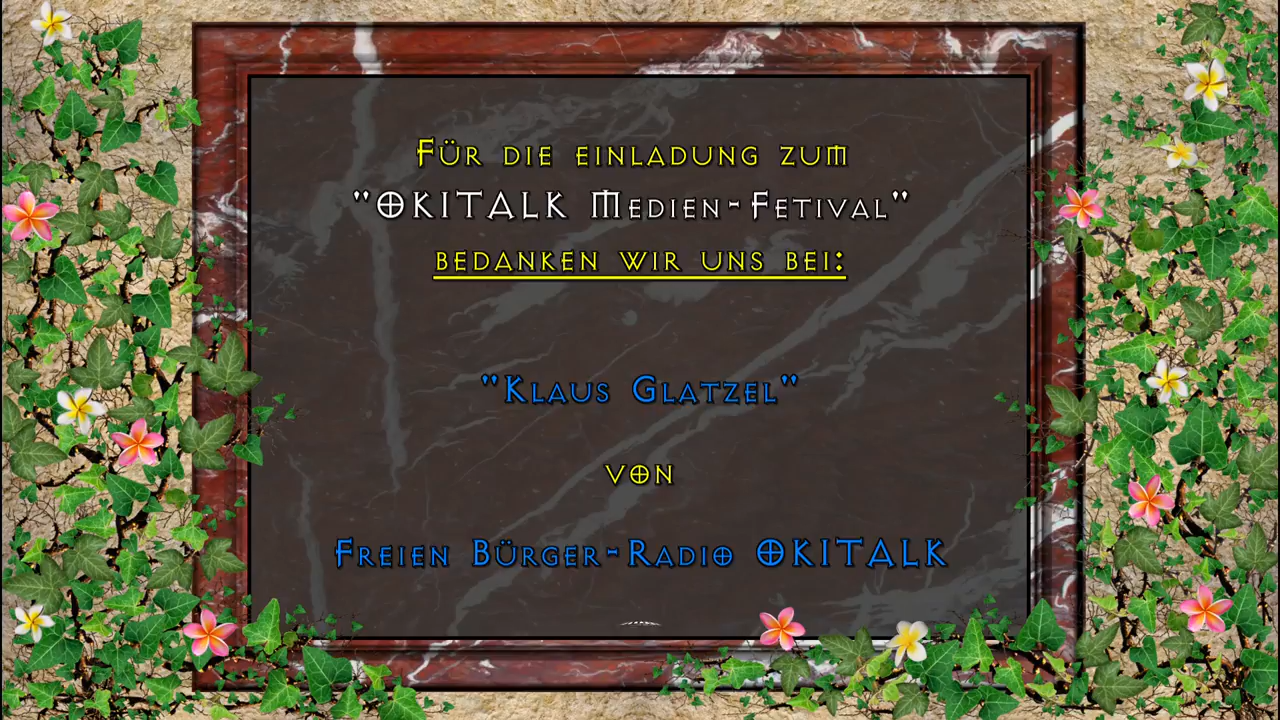 Für die einladung zum
"OKITALK Medien-Fetival"
bedanken wir uns bei:
"Klaus Glatzel"
von
Freien Bürger-Radio OKITALK